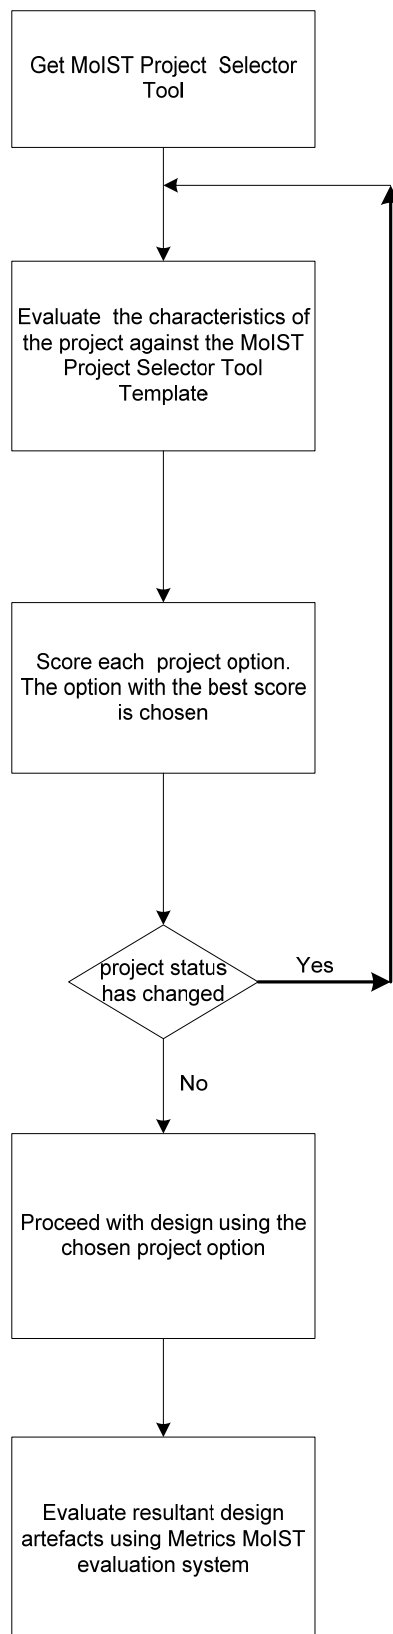 Get MoIST Project Selector
Tool
Evaluate the characteristics of
the project against the MoIST
Project Selector Tool
Template
Score each project option.
The option with the best score
is chosen
project status
has changed
Yes
No
Proceed with design using the
chosen project option
Evaluate resultant design
artefacts using Metrics MoIST
evaluation system